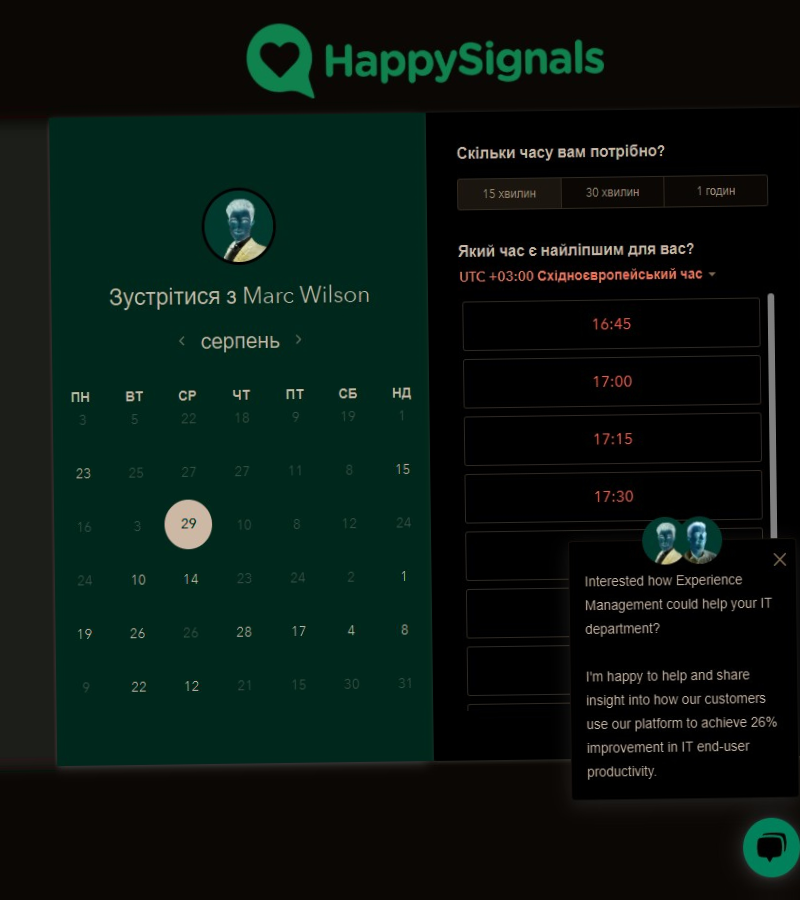 HappySignals
Зустрітися з Marc Wilson
серпень
ПН ВТ СР ЧТ ПТ СБ НД
3 5 22 18 9 19 1
23 25 27 27 11 8 15
16 3 29 10 8 12 24
24 10 14 23 24 2 1
19 26 26 28 17 4 8
9 22 12 21 15 30 31
Скільки часу вам потрібно?
15 хвилин 30 хвилин 1 годин
Який час є найліпшим для вас?
UTC +03:00 Східноєвропейський час
16:45
17:00
17:15
17:30
Interested how Experience
Management could help your IT
department?
I'm happy to help and share
insight into how our customers
use our platform to achieve 26%
improvement in IT end-user
productivity.